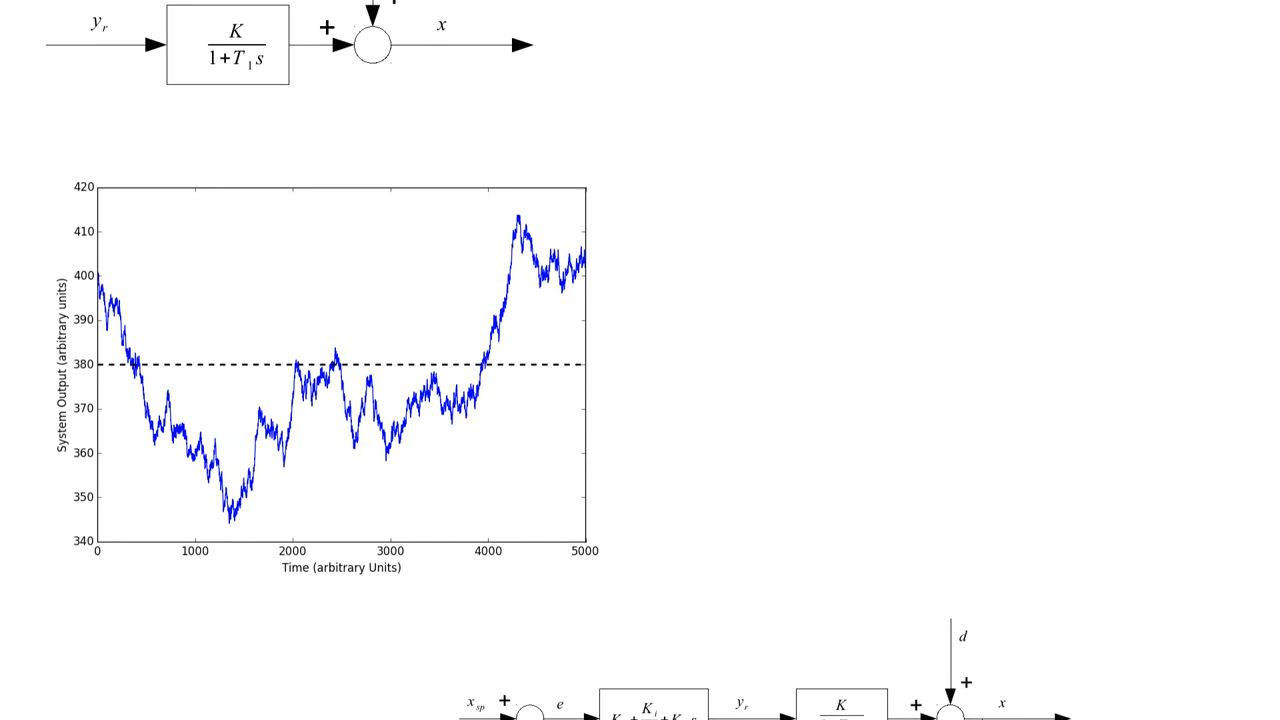 y_r
+
+
K
1+T_1 s
x
420
410
400
390
380
370
360
350
340
System Output (arbitrary units)
0 1000 2000 3000 4000 5000
Time (arbitrary Units)
d
+
x_sp + e K_i y_r K + x